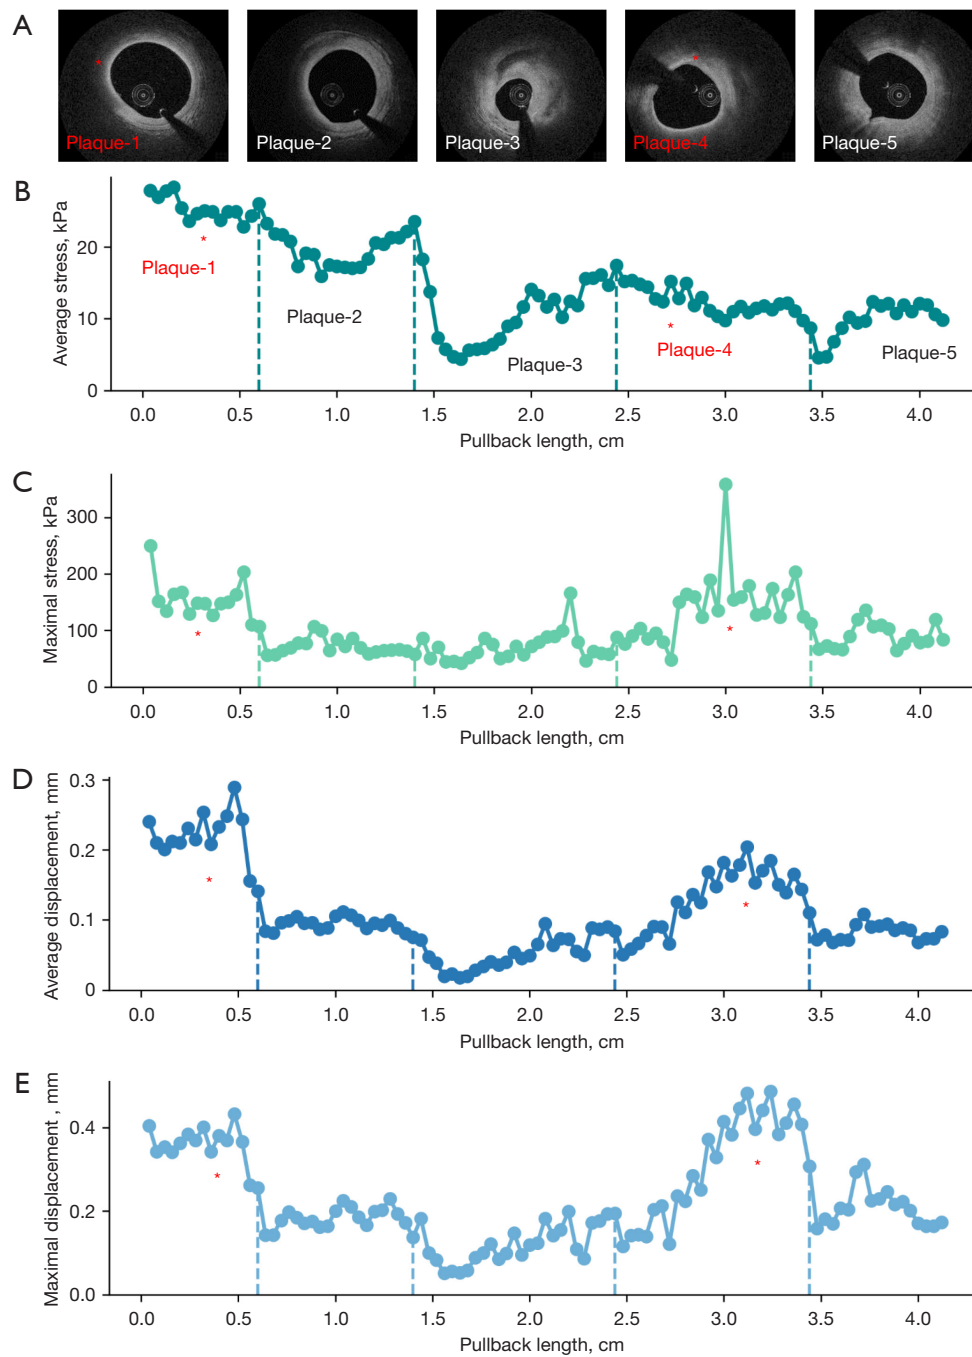 A
Plaque-1
Plaque-2
Plaque-3
Plaque-4
Plaque-5
*
*
B
Average stress, kPa
20
10
0
*
Plaque-1
Plaque-2
Plaque-3
*
Plaque-4
Plaque-5
0.0 0.5 1.0 1.5 2.0 2.5 3.0 3.5 4.0
Pullback length, cm
C
Maximal stress, kPa
300
200
100
0
*
*
0.0 0.5 1.0 1.5 2.0 2.5 3.0 3.5 4.0
Pullback length, cm
D
Average displacement, mm
0.3
0.2
0.1
0
*
*
0.0 0.5 1.0 1.5 2.0 2.5 3.0 3.5 4.0
Pullback length, cm
E
Maximal displacement , mm
0.4
0.2
0.0
*
*
0.0 0.5 1.0 1.5 2.0 2.5 3.0 3.5 4.0
Pullback length, cm